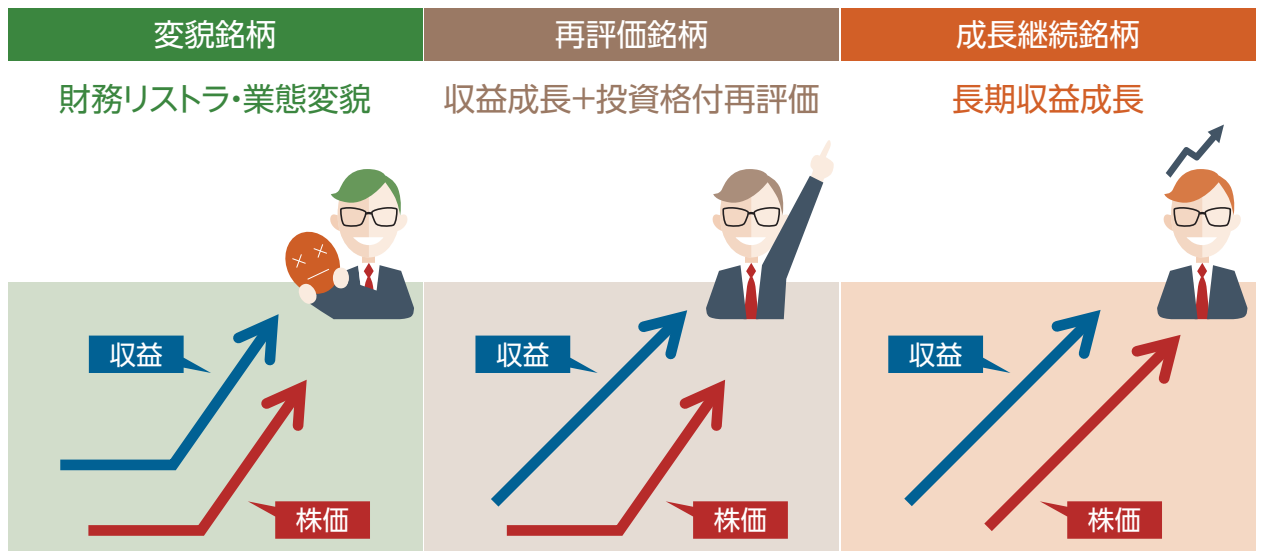 変貌銘柄
再評価銘柄
成長継続銘柄
財務リストラ・業態変貌
収益成長＋投資格付再評価
長期収益成長
収益
収益
収益
株価
株価
株価